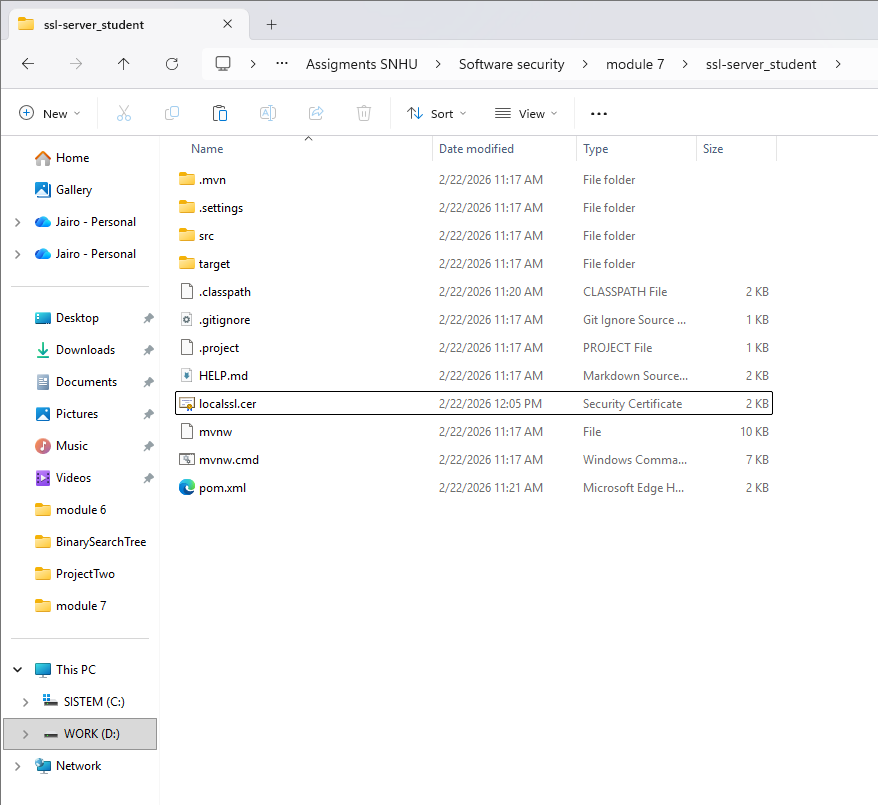 ssl-server_student
Assigments SNHU > Software security > module 7 > ssl-server_student >
New Sort View
Name Date modified Type Size
Home
Gallery
Jairo - Personal
Jairo - Personal
Desktop
Downloads
Documents
Pictures
Music
Videos
module 6
BinarySearchTree
ProjectTwo
module 7
This PC
SISTEM (C:)
WORK (D:)
Network
.mvn 2/22/2026 11:17 AM File folder
.settings 2/22/2026 11:17 AM File folder
src 2/22/2026 11:17 AM File folder
target 2/22/2026 11:17 AM File folder
.classpath 2/22/2026 11:20 AM CLASSPATH File 2 KB
.gitignore 2/22/2026 11:17 AM Git Ignore Source ... 1 KB
.project 2/22/2026 11:17 AM PROJECT File 1 KB
HELP.md 2/22/2026 11:17 AM Markdown Source... 2 KB
localssl.cer 2/22/2026 12:05 PM Security Certificate 2 KB
mvnw 2/22/2026 11:17 AM File 10 KB
mvnw.cmd 2/22/2026 11:17 AM Windows Comma... 7 KB
pom.xml 2/22/2026 11:21 AM Microsoft Edge H... 2 KB